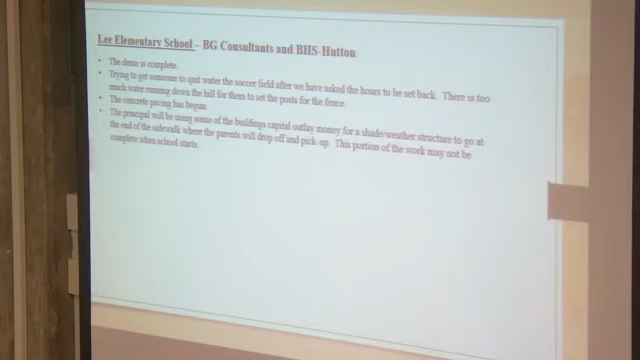 Lee Elementary School – BG Consultants and BHS-Hutton
• The demo is complete.
• Trying to get someone to quit water the soccer field after we have asked the hours to be set back. There is too
much water running down the hill for them to set the posts for the fence.
• The concrete paving has begun.
• The principal will be using some of the buildings capital outlay money for a shade/weather structure to go at
the end of the sidewalk where the parents will drop off and pick-up. This portion of the work may not be
complete when school starts.